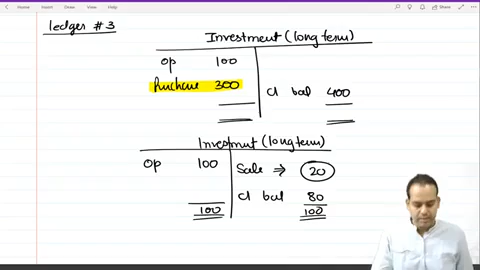 File Home Insert Draw View Help
Share
ledger #3
Investment (long term)
op 100
Purchase 300
cl bal 400
Investment (long term)
Op 100
Sale ⇒ 20
cl bal 80
100
100